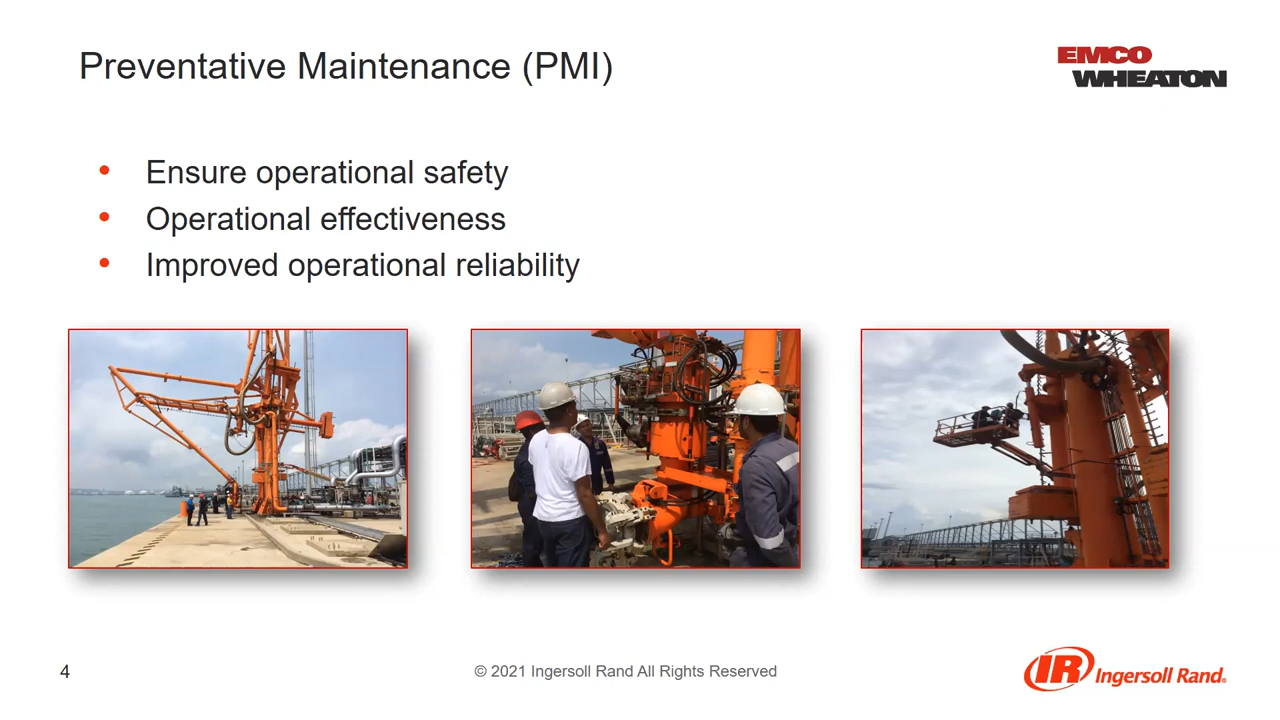 Preventative Maintenance (PMI)
EMCO
WHEATON
• Ensure operational safety
• Operational effectiveness
• Improved operational reliability
4
© 2021 Ingersoll Rand All Rights Reserved
IR Ingersoll Rand®